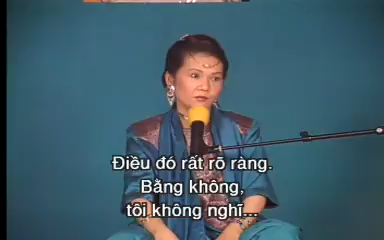 Điều đó rất rõ ràng.
Bằng không,
tôi không nghĩ...